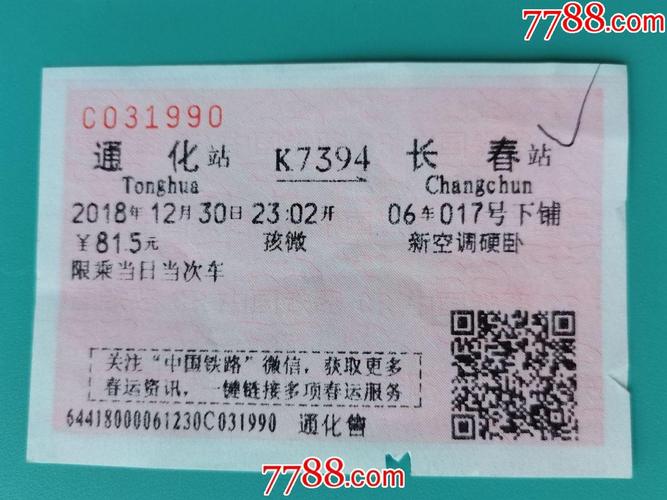 7788.com
C031990
通化站 K7394 长春站
Tonghua Changchun
2018年12月30日23:02开 06车017号下铺
￥81.5元 孩微 新空调硬卧
限乘当日当次车
关注“中国铁路”微信，获取更多
春运资讯，一键链接多项春运服务
64418000061230C031990 通化售
7788.com